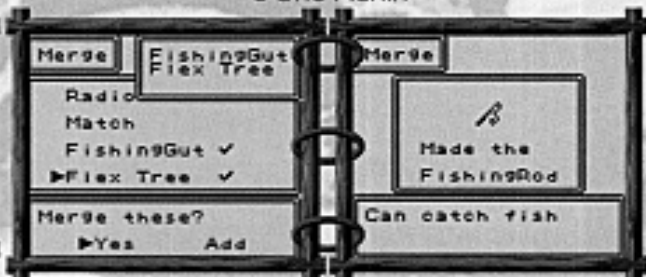 Merge
FishingGut
Flex Tree
Radio
Match
FishingGut ✓
▶Flex Tree ✓
Merge these?
▶Yes Add
Merge
Made the
FishingRod
Can catch fish